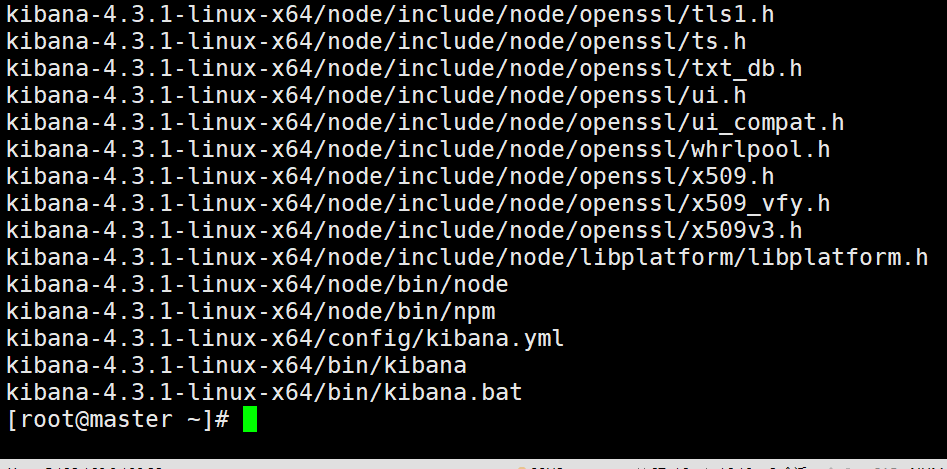 kibana-4.3.1-linux-x64/node/include/node/openssl/tls1.h
kibana-4.3.1-linux-x64/node/include/node/openssl/ts.h
kibana-4.3.1-linux-x64/node/include/node/openssl/txt_db.h
kibana-4.3.1-linux-x64/node/include/node/openssl/ui.h
kibana-4.3.1-linux-x64/node/include/node/openssl/ui_compat.h
kibana-4.3.1-linux-x64/node/include/node/openssl/whrlpool.h
kibana-4.3.1-linux-x64/node/include/node/openssl/x509.h
kibana-4.3.1-linux-x64/node/include/node/openssl/x509_vfy.h
kibana-4.3.1-linux-x64/node/include/node/openssl/x509v3.h
kibana-4.3.1-linux-x64/node/include/node/libplatform/libplatform.h
kibana-4.3.1-linux-x64/node/bin/node
kibana-4.3.1-linux-x64/node/bin/npm
kibana-4.3.1-linux-x64/config/kibana.yml
kibana-4.3.1-linux-x64/bin/kibana
kibana-4.3.1-linux-x64/bin/kibana.bat
[root@master ~]#